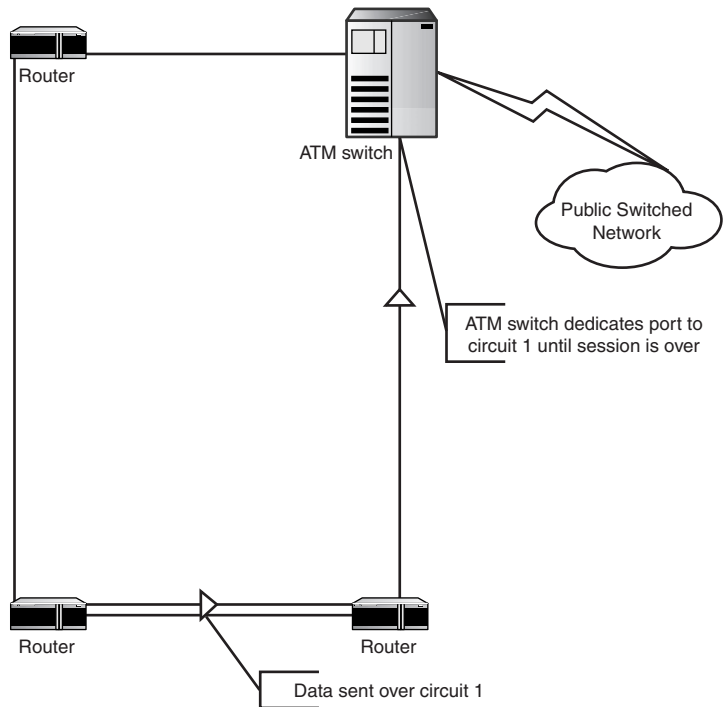 Router
ATM switch
Public Switched
Network
ATM switch dedicates port to
circuit 1 until session is over
Router
Router
Data sent over circuit 1